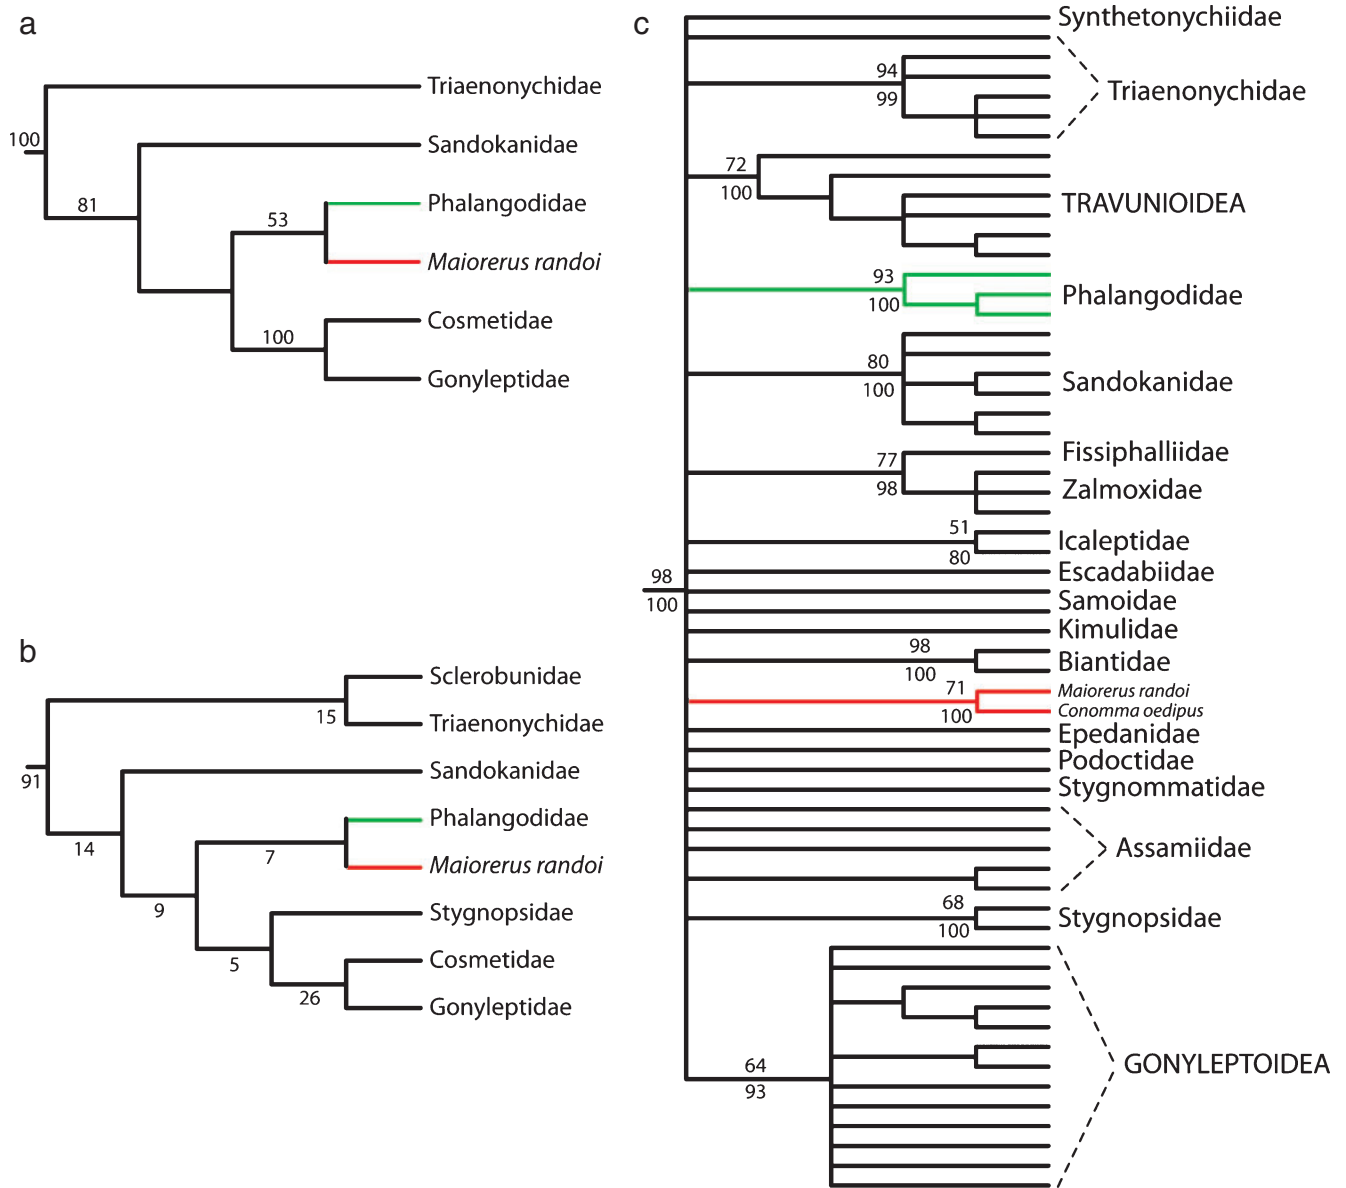 a
Triaenonychidae
100
Sandokanidae
81
Phalangodidae
53
Maiorerus randoi
Cosmetidae
100
Gonyleptidae
b
Sclerobunidae
15
Triaenonychidae
91
Sandokanidae
14
Phalangodidae
7
Maiorerus randoi
9
Stygnopsidae
5
Cosmetidae
26
Gonyleptidae
c
Synthetonychiidae
94
99
Triaenonychidae
72
100
TRAVUNIOIDEA
93
100
Phalangodidae
80
100
Sandokanidae
Fissiphalliidae
77
98
Zalmoxidae
51
80
Icaleptidae
Escadabiidae
98
100
Samoidae
Kimulidae
98
100
Biantidae
71
100
Maiorerus randoi
Conomma oedipus
Epedanidae
Podoctidae
Stygnommatidae
Assamiidae
68
100
Stygnopsidae
64
93
GONYLEPTOIDEA